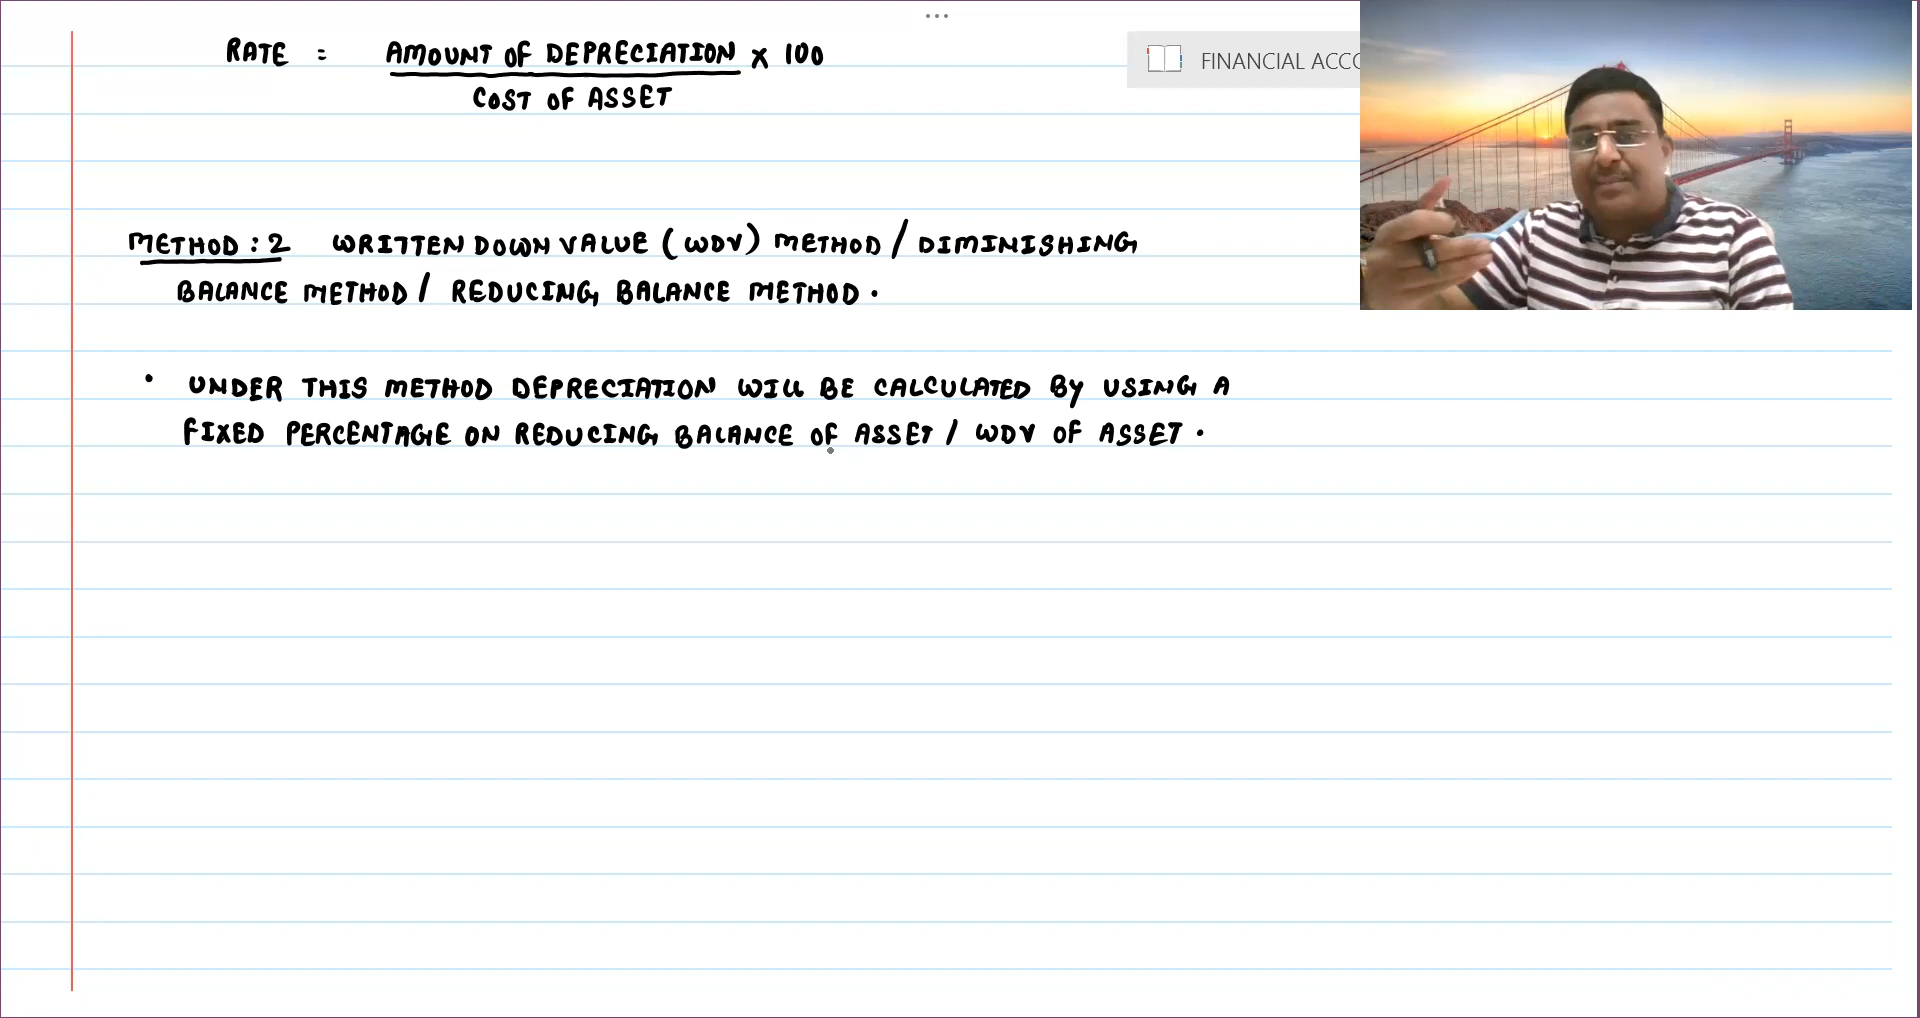 RATE = AMOUNT OF DEPRECIATION x 100
COST OF ASSET
FINANCIAL ACCO
METHOD : 2 WRITTEN DOWN VALUE (WDV) METHOD / DIMINISHING
BALANCE METHOD / REDUCING BALANCE METHOD .
• UNDER THIS METHOD DEPRECIATION WILL BE CALCULATED BY USING A
FIXED PERCENTAGE ON REDUCING BALANCE OF ASSET / WDV OF ASSET .